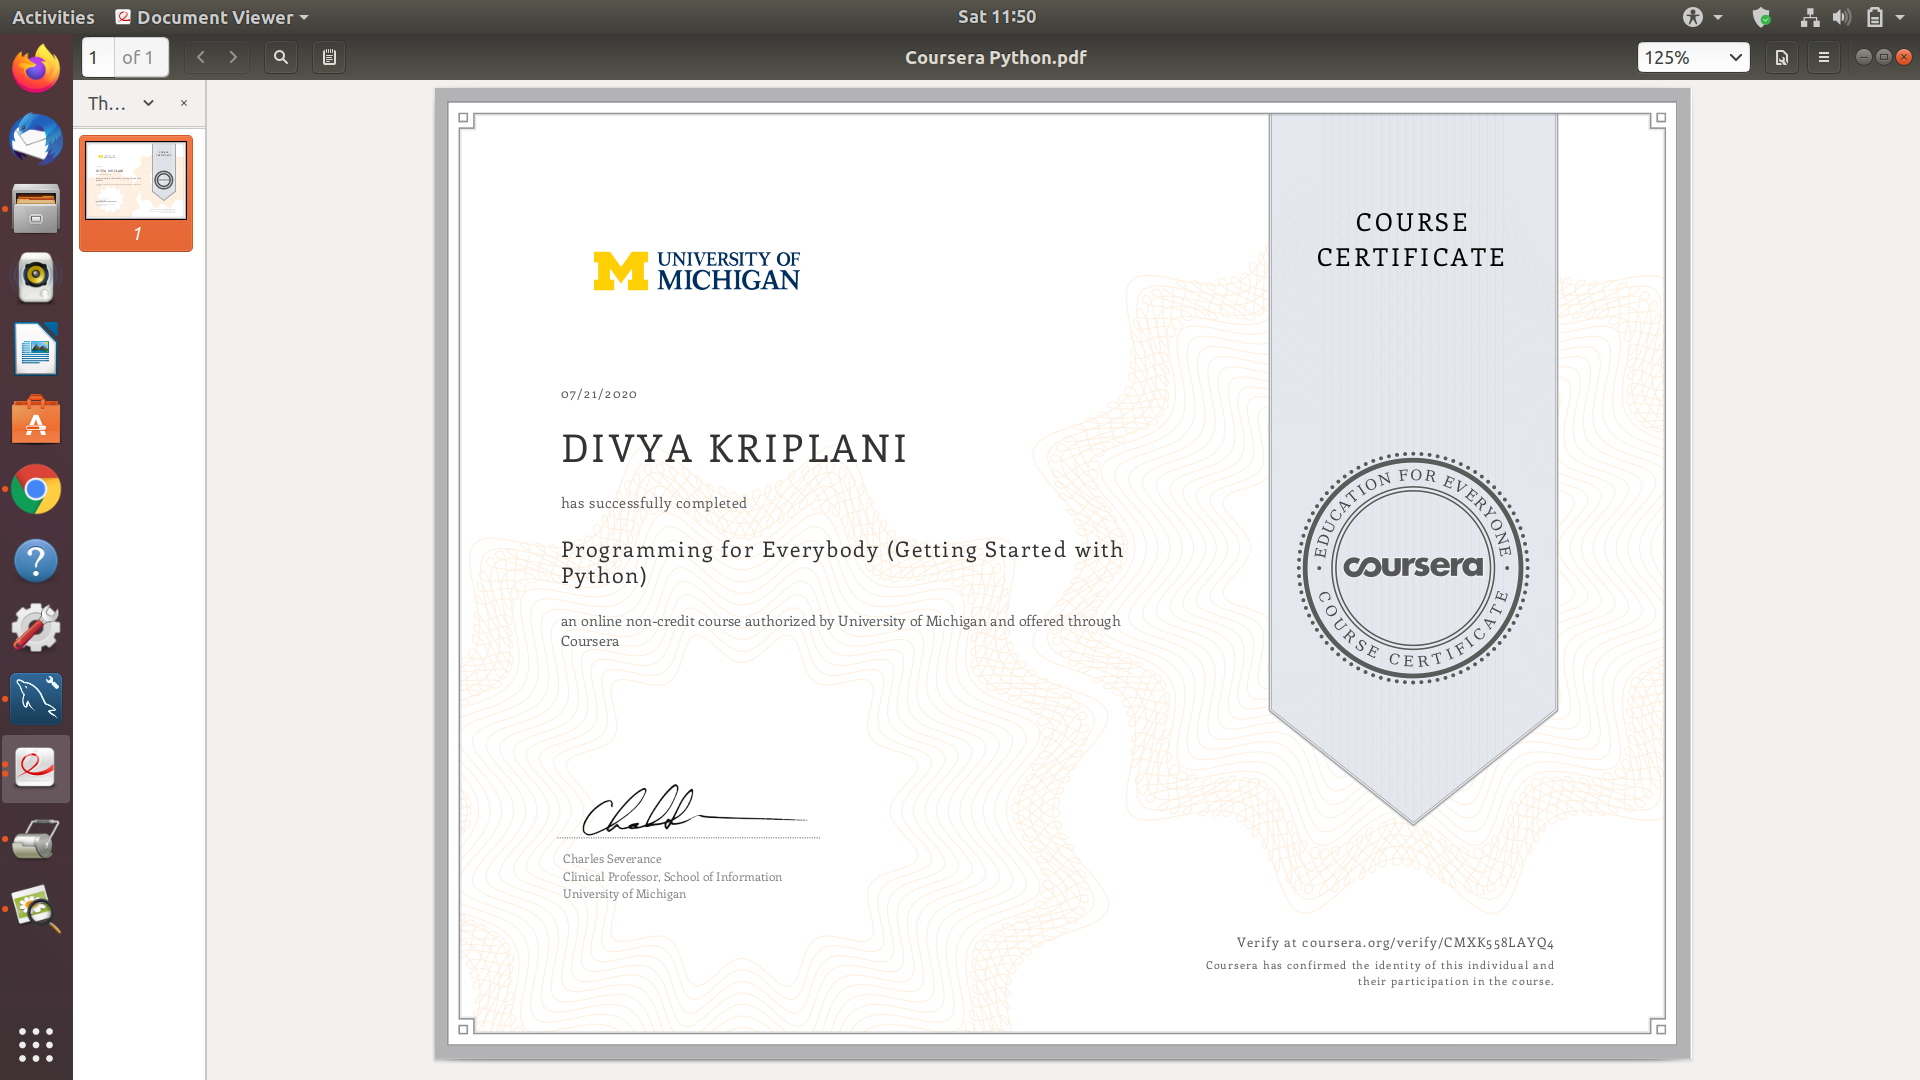 Activities
Document Viewer
Sat 11:50
1
of 1
Coursera Python.pdf
125%
Th...
1
COURSE
CERTIFICATE
UNIVERSITY OF
MICHIGAN
07/21/2020
DIVYA KRIPLANI
has successfully completed
Programming for Everybody (Getting Started with
Python)
an online non-credit course authorized by University of Michigan and offered through
Coursera
EDUCATION FOR EVERYONE
coursera
COURSE CERTIFICATE
Charles Severance
Clinical Professor, School of Information
University of Michigan
Verify at coursera.org/verify/CMXK558LAYQ4
Coursera has confirmed the identity of this individual and
their participation in the course.